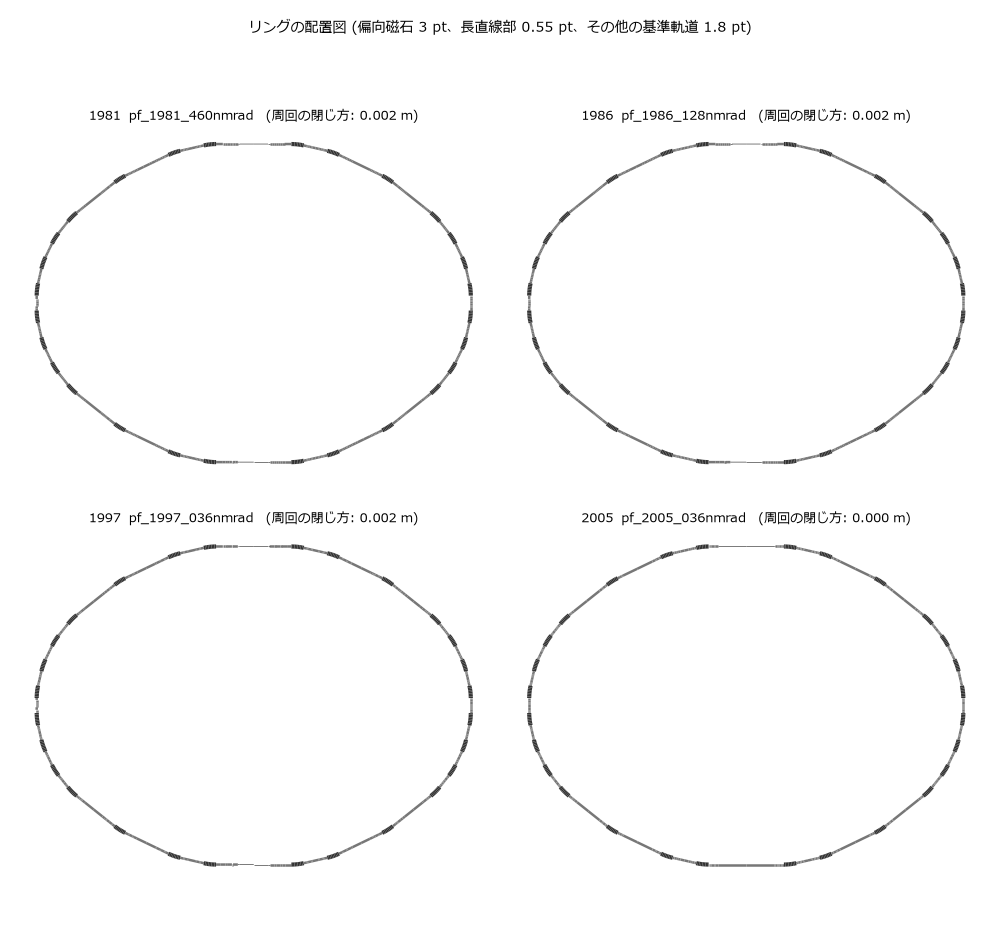 リングの配置図 (偏向磁石 3 pt、長直線部 0.55 pt、その他の基準軌道 1.8 pt)
1981 pf_1981_460nmrad (周回の閉じ方: 0.002 m)
1986 pf_1986_128nmrad (周回の閉じ方: 0.002 m)
1997 pf_1997_036nmrad (周回の閉じ方: 0.002 m)
2005 pf_2005_036nmrad (周回の閉じ方: 0.000 m)